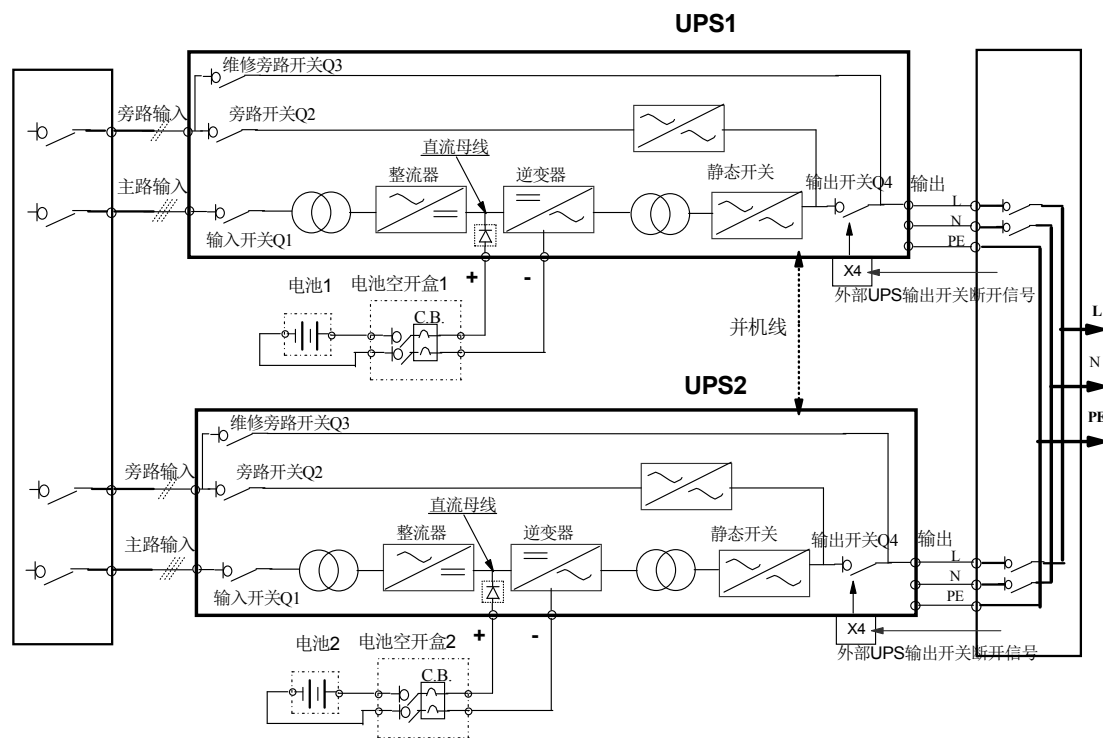 UPS1
维修旁路开关Q3
旁路输入
旁路开关Q2
直流母线
整流器
逆变器
静态开关
输出开关Q4
输出
主路输入
L
N
输入开关Q1
PE
+
-
X4
电池1
电池空开盒1
外部UPS输出开关断开信号
C.B.
并机线
L
N
PE
UPS2
维修旁路开关Q3
旁路输入
旁路开关Q2
直流母线
整流器
逆变器
静态开关
输出开关Q4
输出
主路输入
L
N
输入开关Q1
PE
+
-
X4
电池2
电池空开盒2
外部UPS输出开关断开信号
C.B.